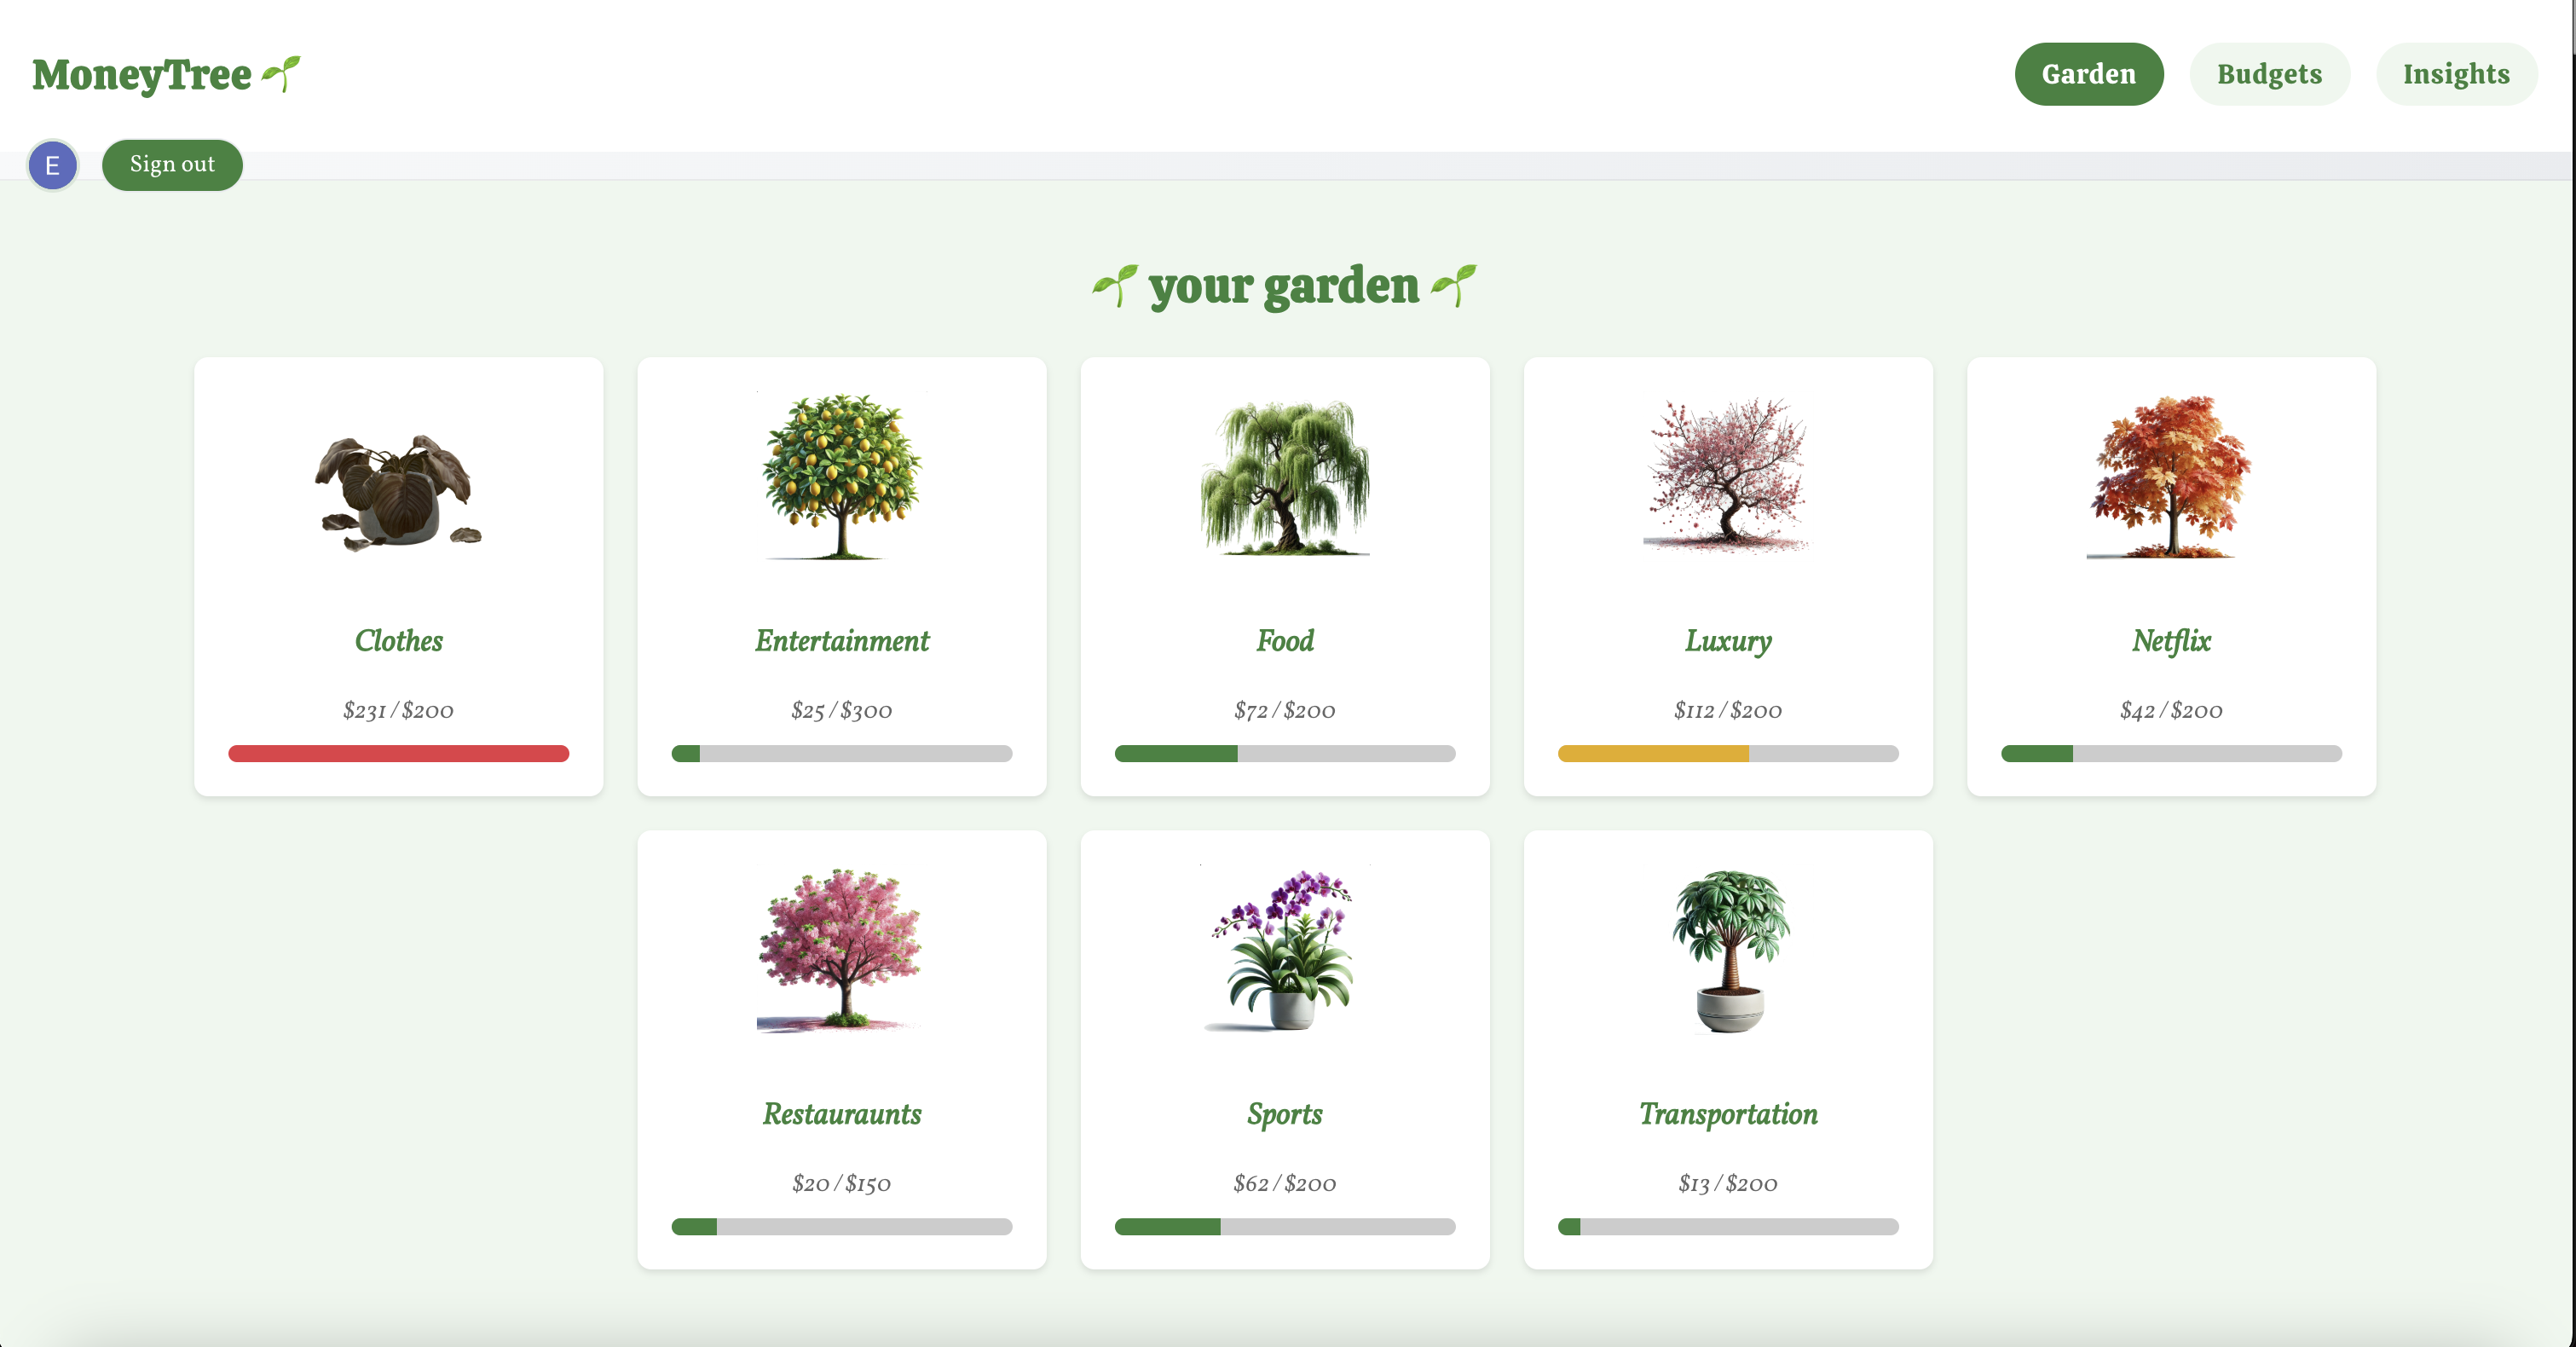 MoneyTree
Garden
Budgets
Insights
E
Sign out
your garden
Clothes
$231 / $200
Entertainment
$25 / $300
Food
$72 / $200
Luxury
$112 / $200
Netflix
$42 / $200
Restauraunts
$20 / $150
Sports
$62 / $200
Transportation
$13 / $200